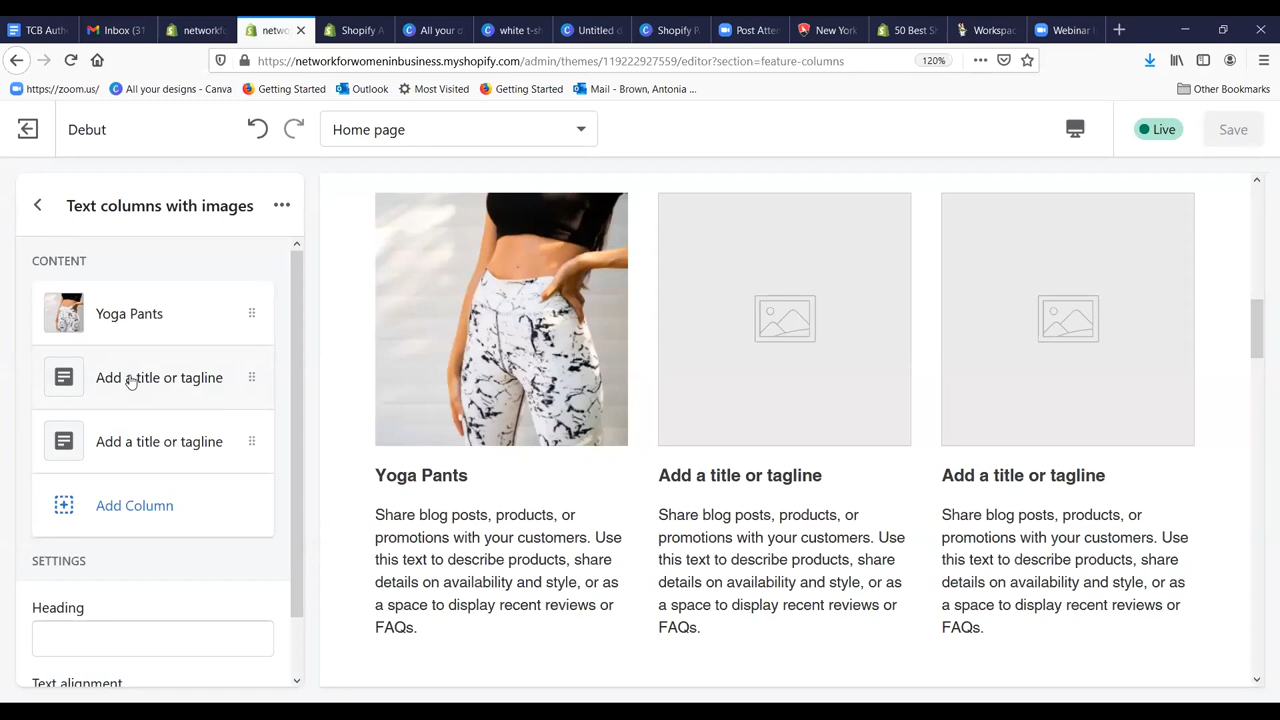 TCB Auth
Inbox (31
networkf
netwo
Shopify A
All your d
white t-sh
Untitled d
Shopify P
Post Atten
New York
50 Best Sh
Workspac
Webinar I
https://networkforwomeninbusiness.myshopify.com/admin/themes/119222927559/editor?section=feature-columns
120%
https://zoom.us/
All your designs - Canva
Getting Started
Outlook
Most Visited
Getting Started
Mail - Brown, Antonia ...
Other Bookmarks
Debut
Home page
Live
Save
Text columns with images
CONTENT
Yoga Pants
Add a title or tagline
Add a title or tagline
Add Column
SETTINGS
Heading
Text alignment
Yoga Pants
Share blog posts, products, or
promotions with your customers. Use
this text to describe products, share
details on availability and style, or as
a space to display recent reviews or
FAQs.
Add a title or tagline
Share blog posts, products, or
promotions with your customers. Use
this text to describe products, share
details on availability and style, or as
a space to display recent reviews or
FAQs.
Add a title or tagline
Share blog posts, products, or
promotions with your customers. Use
this text to describe products, share
details on availability and style, or as
a space to display recent reviews or
FAQs.